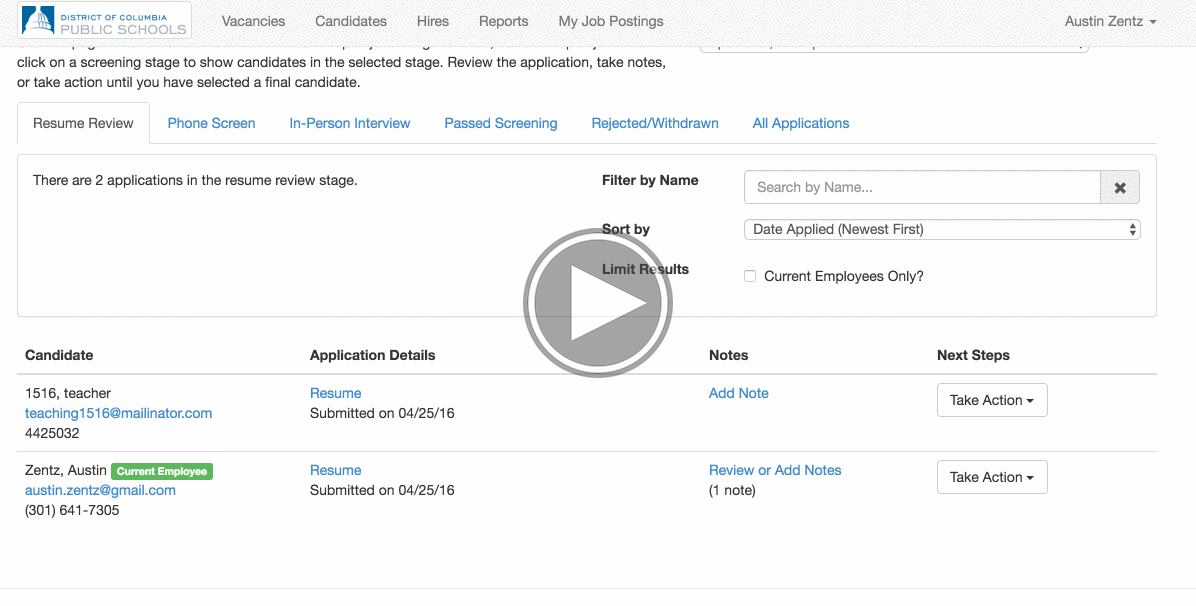 DISTRICT OF COLUMBIA
PUBLIC SCHOOLS
Vacancies Candidates Hires Reports My Job Postings Austin Zentz
click on a screening stage to show candidates in the selected stage. Review the application, take notes,
or take action until you have selected a final candidate.
Resume Review Phone Screen In-Person Interview Passed Screening Rejected/Withdrawn All Applications
There are 2 applications in the resume review stage.
Filter by Name Search by Name...
Sort by Date Applied (Newest First)
Limit Results Current Employees Only?
Candidate Application Details Notes Next Steps
1516, teacher Resume Add Note Take Action
teaching1516@mailinator.com Submitted on 04/25/16
4425032
Zentz, Austin Current Employee Resume Review or Add Notes Take Action
austin.zentz@gmail.com Submitted on 04/25/16 (1 note)
(301) 641-7305